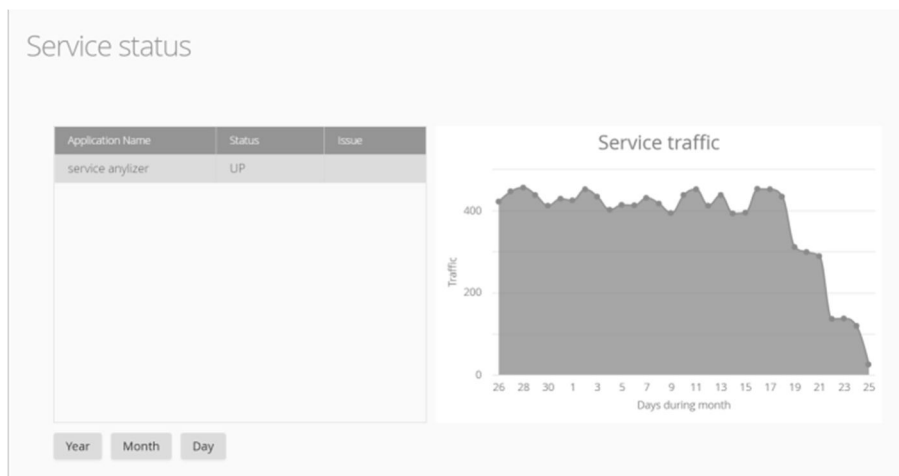 Service status
Application Name Status Issue
service anylizer UP
Service traffic
400
200
0
Traffic
26 28 30 1 3 5 7 9 11 13 15 17 19 21 23 25
Days during month
Year Month Day